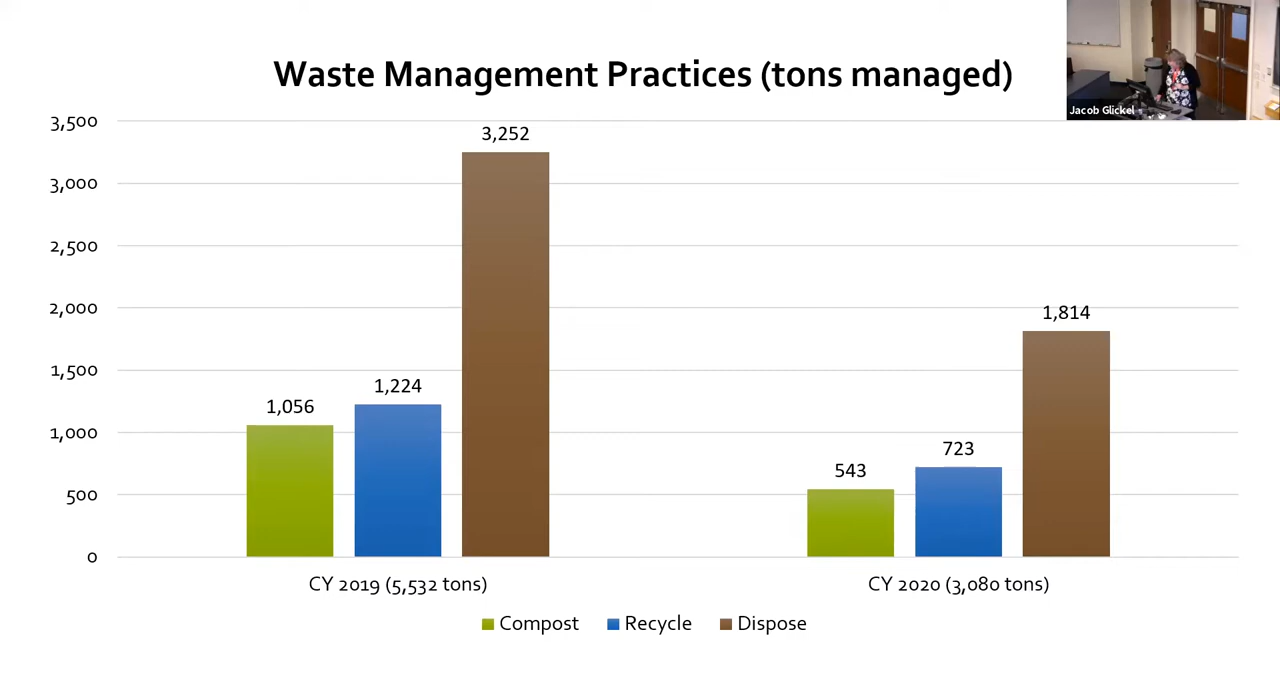 Waste Management Practices (tons managed)
Jacob Glickel
3,500
3,000
2,500
2,000
1,500
1,000
500
0
1,056
1,224
3,252
543
723
1,814
CY 2019 (5,532 tons)
CY 2020 (3,080 tons)
Compost
Recycle
Dispose